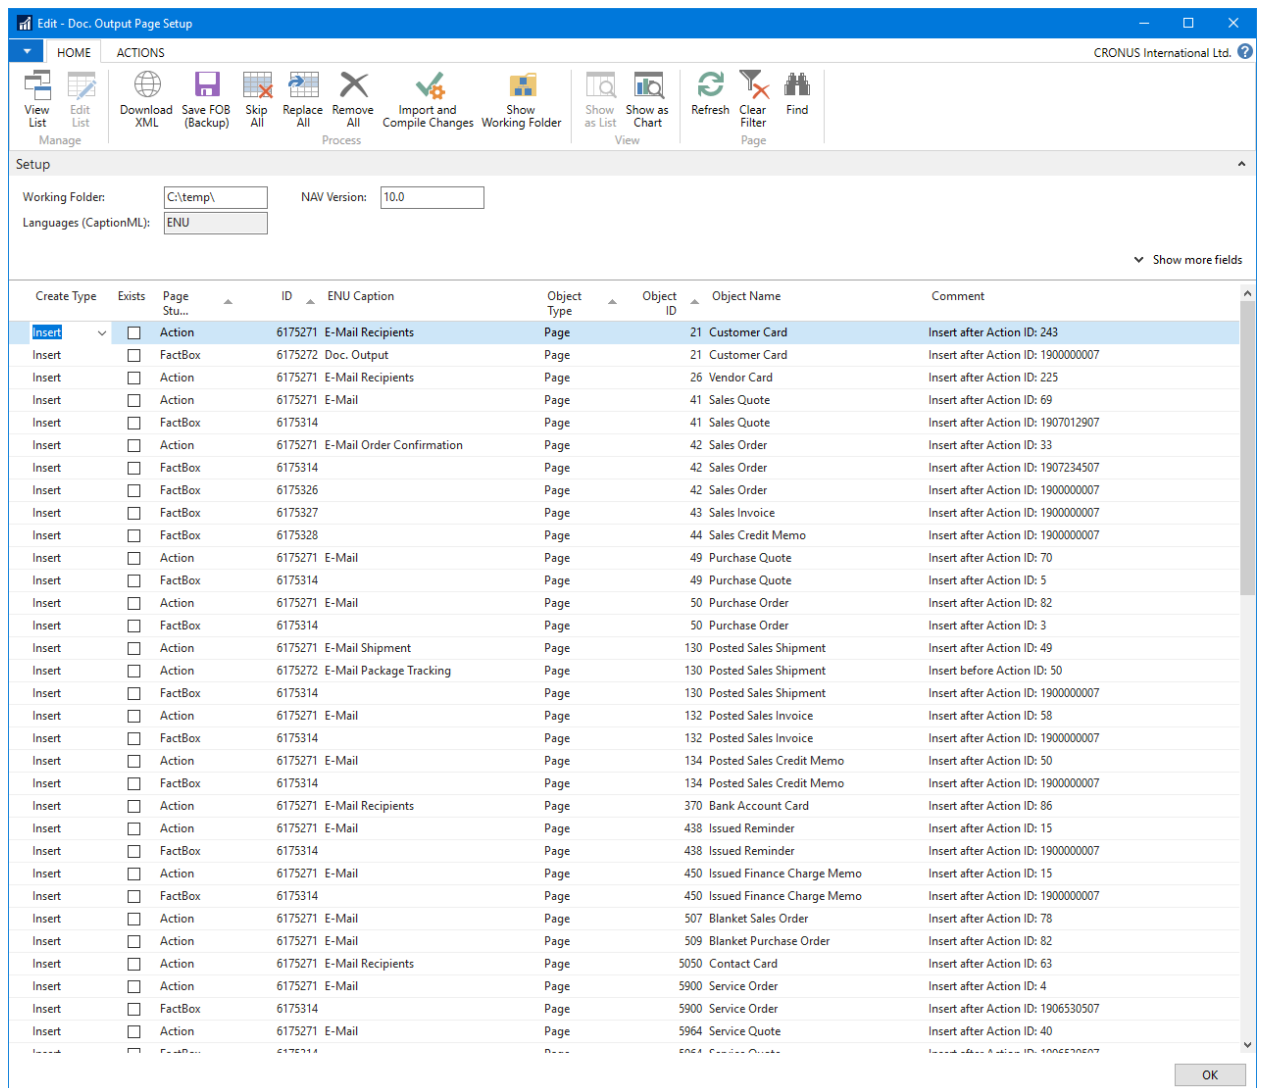 Edit - Doc. Output Page Setup
HOME ACTIONS CRONUS International Ltd.
View List
Edit List
Download XML
Save FOB (Backup)
Skip All
Replace All
Remove All
Import and Compile Changes
Show Working Folder
Show as List
Show as Chart
Refresh
Clear Filter
Find
Manage Process View Page
Setup
Working Folder: C:\temp\ NAV Version: 10.0
Languages (CaptionML): ENU
Show more fields
Create Type Exists Page Stu... ID ENU Caption Object Type Object ID Object Name Comment
Insert Action 6175271 E-Mail Recipients Page 21 Customer Card Insert after Action ID: 243
Insert FactBox 6175272 Doc. Output Page 21 Customer Card Insert after Action ID: 1900000007
Insert Action 6175271 E-Mail Recipients Page 26 Vendor Card Insert after Action ID: 225
Insert Action 6175271 E-Mail Page 41 Sales Quote Insert after Action ID: 69
Insert FactBox 6175314 Page 41 Sales Quote Insert after Action ID: 1907012907
Insert Action 6175271 E-Mail Order Confirmation Page 42 Sales Order Insert after Action ID: 33
Insert FactBox 6175314 Page 42 Sales Order Insert after Action ID: 1907234507
Insert FactBox 6175326 Page 42 Sales Order Insert after Action ID: 1900000007
Insert FactBox 6175327 Page 43 Sales Invoice Insert after Action ID: 1900000007
Insert FactBox 6175328 Page 44 Sales Credit Memo Insert after Action ID: 1900000007
Insert Action 6175271 E-Mail Page 49 Purchase Quote Insert after Action ID: 70
Insert FactBox 6175314 Page 49 Purchase Quote Insert after Action ID: 5
Insert Action 6175271 E-Mail Page 50 Purchase Order Insert after Action ID: 82
Insert FactBox 6175314 Page 50 Purchase Order Insert after Action ID: 3
Insert Action 6175271 E-Mail Shipment Page 130 Posted Sales Shipment Insert after Action ID: 49
Insert Action 6175272 E-Mail Package Tracking Page 130 Posted Sales Shipment Insert before Action ID: 50
Insert FactBox 6175314 Page 130 Posted Sales Shipment Insert after Action ID: 1900000007
Insert Action 6175271 E-Mail Page 132 Posted Sales Invoice Insert after Action ID: 58
Insert FactBox 6175314 Page 132 Posted Sales Invoice Insert after Action ID: 1900000007
Insert Action 6175271 E-Mail Page 134 Posted Sales Credit Memo Insert after Action ID: 50
Insert FactBox 6175314 Page 134 Posted Sales Credit Memo Insert after Action ID: 1900000007
Insert Action 6175271 E-Mail Recipients Page 370 Bank Account Card Insert after Action ID: 86
Insert Action 6175271 E-Mail Page 438 Issued Reminder Insert after Action ID: 15
Insert FactBox 6175314 Page 438 Issued Reminder Insert after Action ID: 1900000007
Insert Action 6175271 E-Mail Page 450 Issued Finance Charge Memo Insert after Action ID: 15
Insert FactBox 6175314 Page 450 Issued Finance Charge Memo Insert after Action ID: 1900000007
Insert Action 6175271 E-Mail Page 507 Blanket Sales Order Insert after Action ID: 78
Insert Action 6175271 E-Mail Page 509 Blanket Purchase Order Insert after Action ID: 82
Insert Action 6175271 E-Mail Recipients Page 5050 Contact Card Insert after Action ID: 63
Insert Action 6175271 E-Mail Page 5900 Service Order Insert after Action ID: 4
Insert FactBox 6175314 Page 5900 Service Order Insert after Action ID: 1906530507
Insert Action 6175271 E-Mail Page 5964 Service Quote Insert after Action ID: 40
Insert FactBox 6175314 Page 5964 Service Quote Insert after Action ID: 1906530507
OK